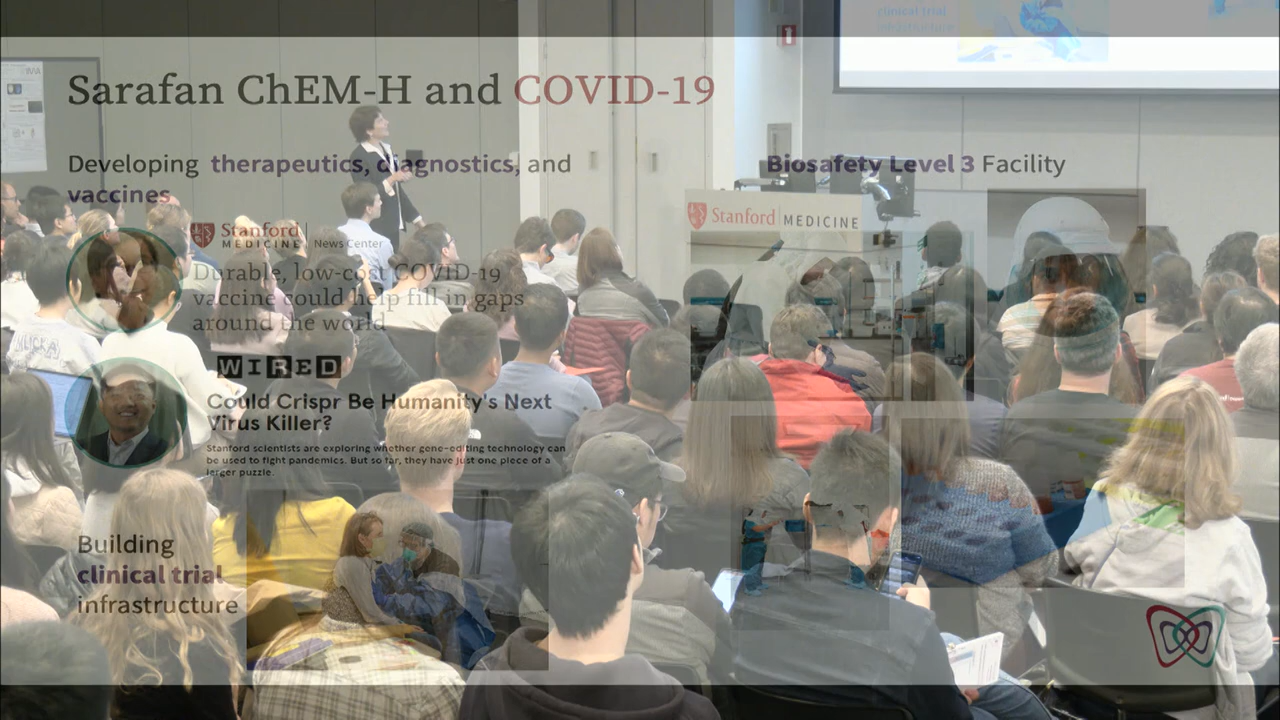 clinical trial
infrastructure
Sarafan ChEM-H and COVID-19
Developing therapeutics, diagnostics, and
vaccines
Biosafety Level 3 Facility
Stanford
MEDICINE
News Center
Stanford MEDICINE
Durable, low-cost COVID-19
vaccine could help fill in gaps
around the world
WIRED
Could Crispr Be Humanity's Next
Virus Killer?
Stanford scientists are exploring whether gene-editing technology can
be used to fight pandemics. But so far, they have just one piece of a
larger puzzle.
Building
clinical trial
infrastructure